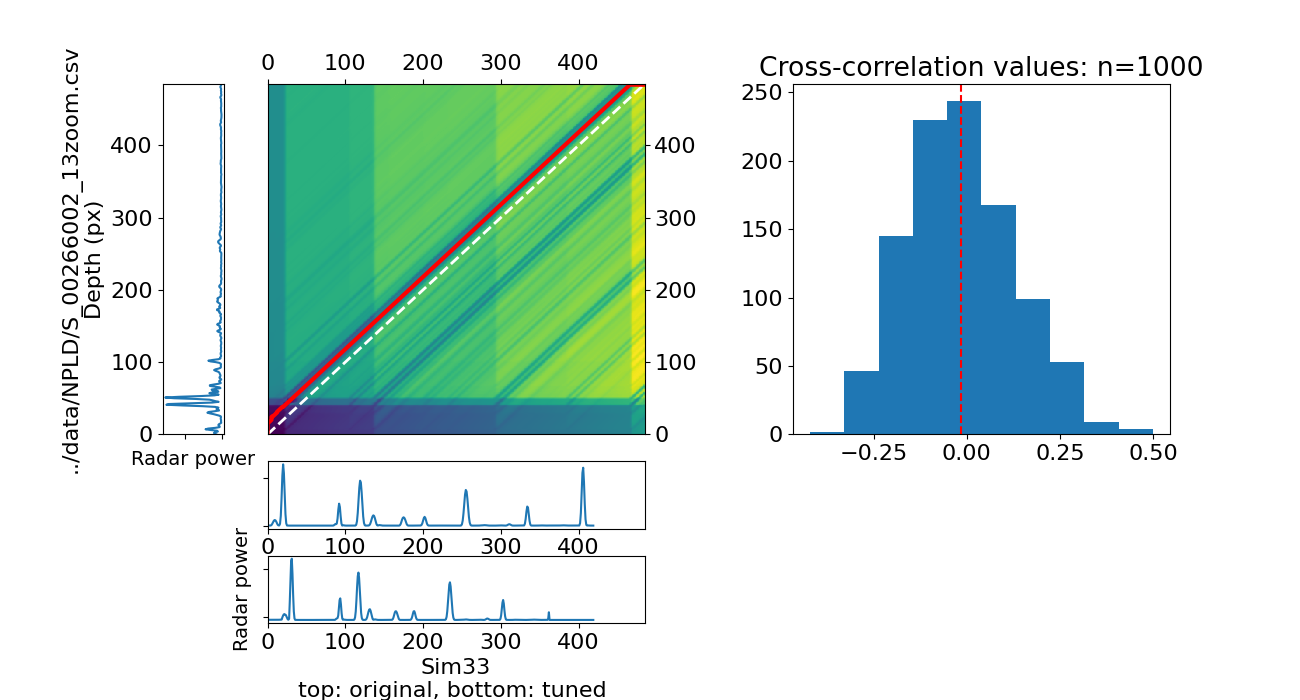 ../data/NPLD/S_00266002_13zoom.csv
Depth (px)
0
100
200
300
400
Radar power
0 100 200 300 400
0
100
200
300
400
0 100 200 300 400
Radar power
0 100 200 300 400
Sim33
top: original, bottom: tuned
Cross-correlation values: n=1000
250
200
150
100
50
0
−0.25 0.00 0.25 0.50